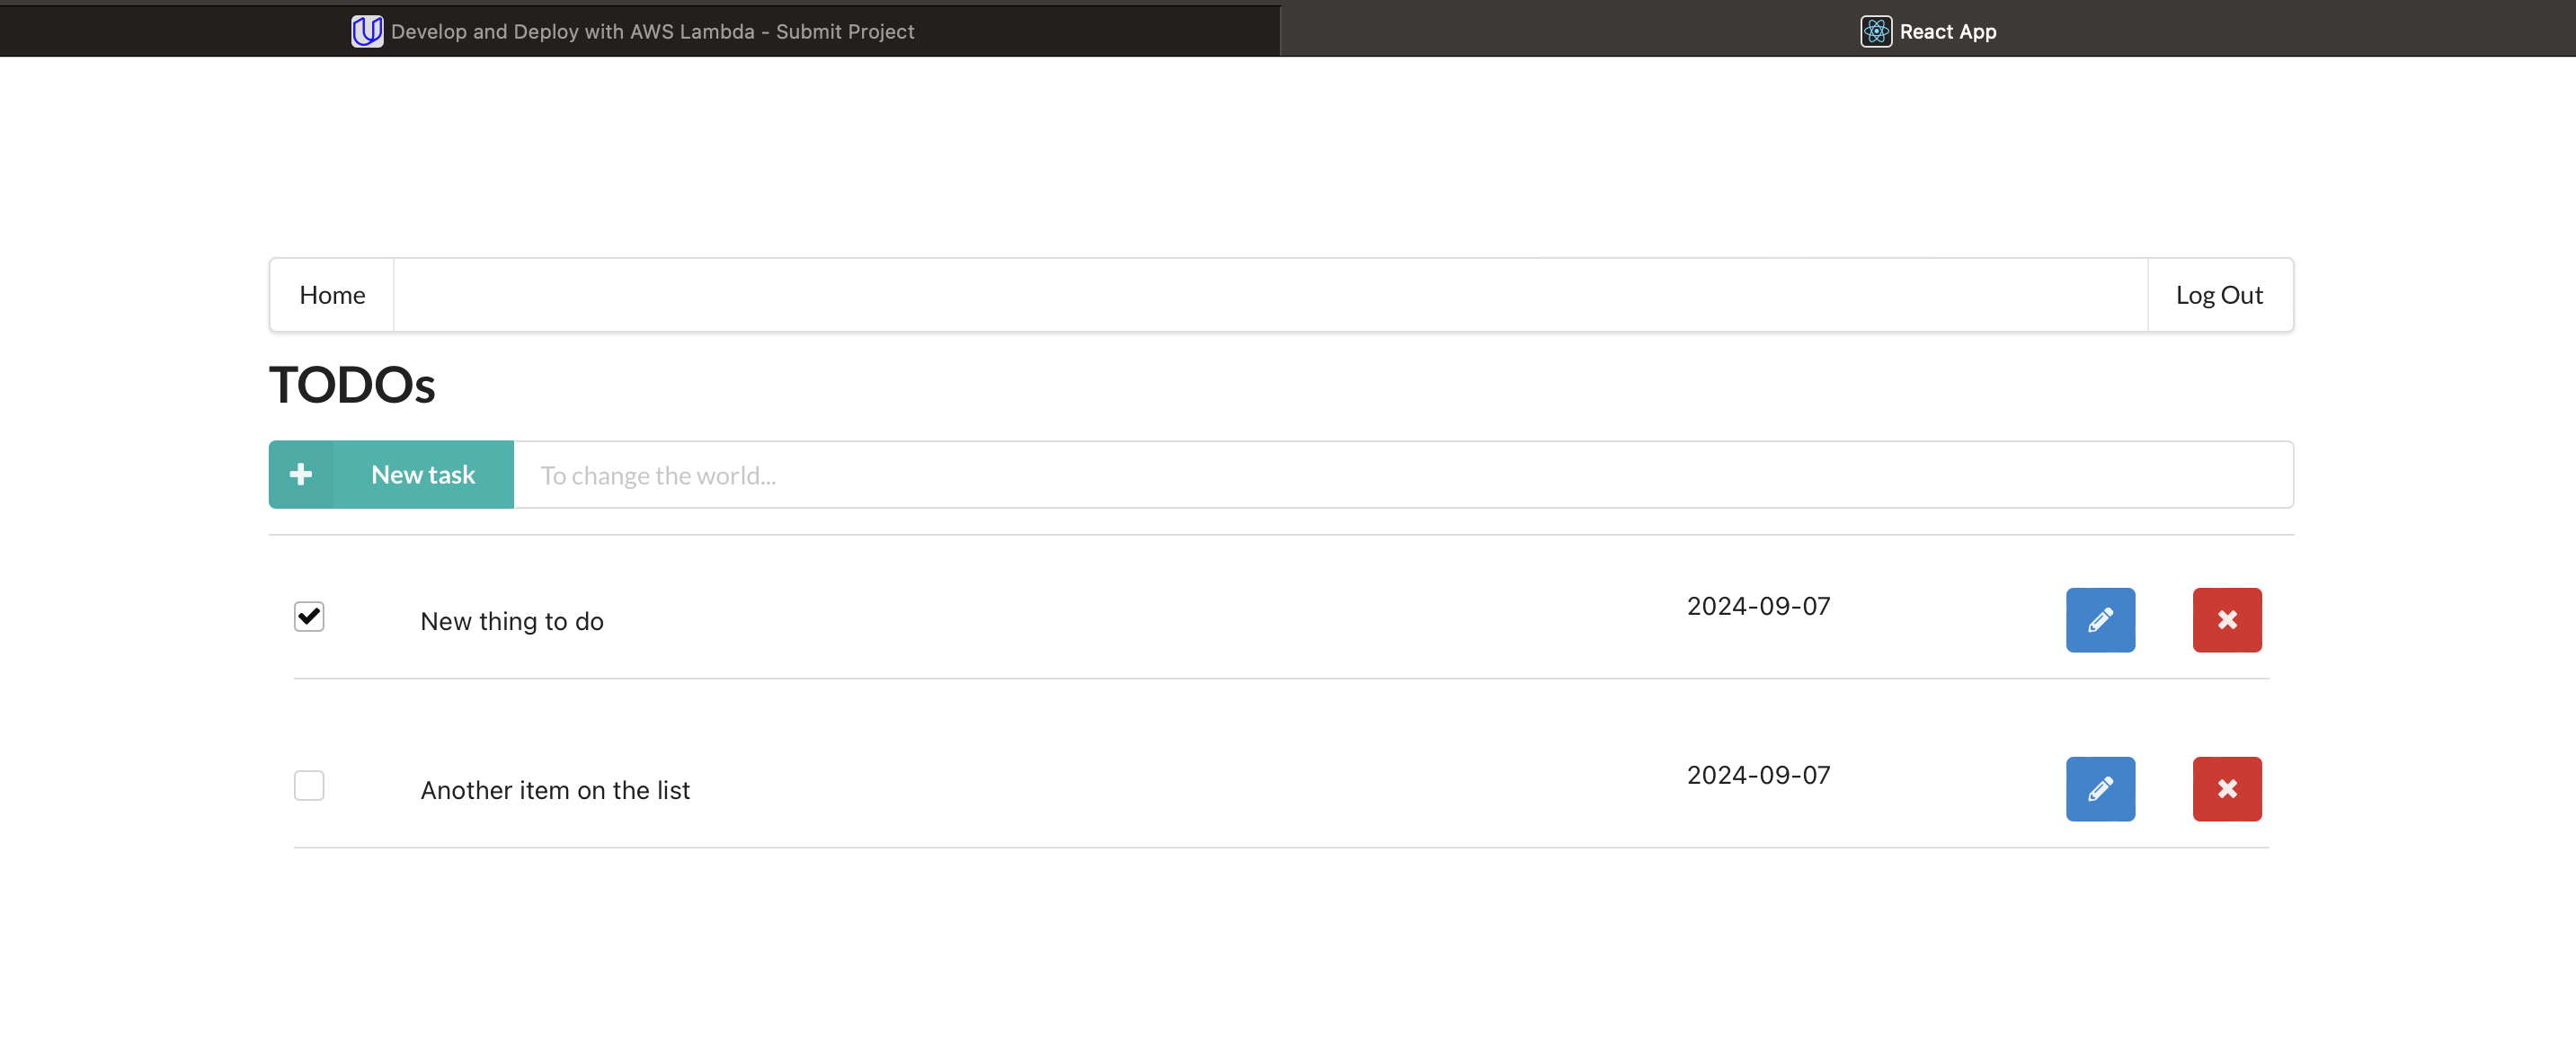 Develop and Deploy with AWS Lambda - Submit Project
React App
Home
Log Out
TODOs
New task
To change the world...
New thing to do
2024-09-07
Another item on the list
2024-09-07